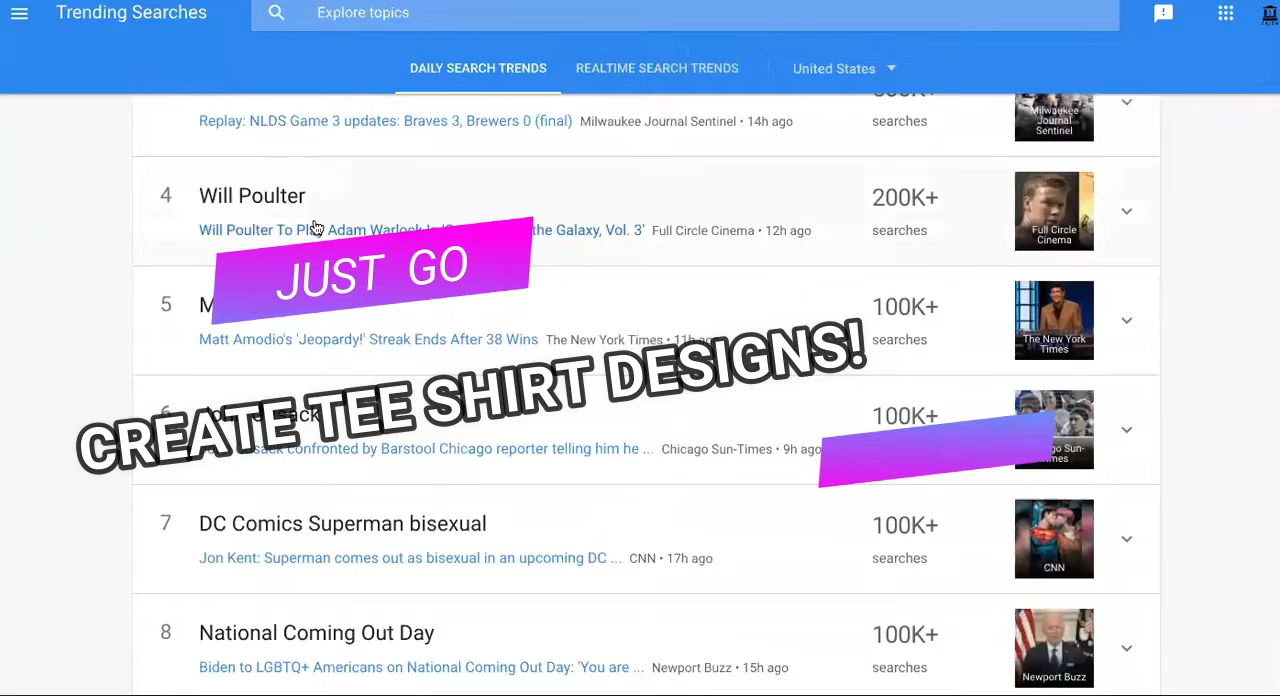 Trending Searches
Explore topics
DAILY SEARCH TRENDS
REALTIME SEARCH TRENDS
United States
Replay: NLDS Game 3 updates: Braves 3, Brewers 0 (final) Milwaukee Journal Sentinel • 14h ago
searches
Milwaukee
Journal
Sentinel
4
Will Poulter
200K+
Will Poulter To Adam Warlock the Galaxy, Vol. 3' Full Circle Cinema • 12h ago
searches
Full Circle
Cinema
JUST GO
5
100K+
Matt Amodio's 'Jeopardy!' Streak Ends After 38 Wins The New York Times • 11h
searches
The New York
Times
CREATE TEE SHIRT DESIGNS!
6
100K+
confronted by Barstool Chicago reporter telling him he ... Chicago Sun-Times • 9h ago
7
DC Comics Superman bisexual
100K+
Jon Kent: Superman comes out as bisexual in an upcoming DC ... CNN • 17h ago
searches
CNN
8
National Coming Out Day
100K+
Biden to LGBTQ+ Americans on National Coming Out Day: 'You are ... Newport Buzz • 15h ago
searches
Newport Buzz